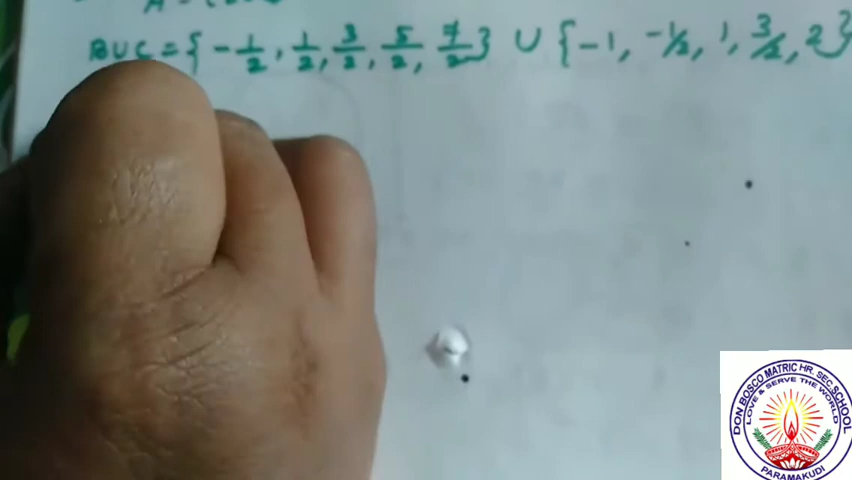 B∪C = {-1/2, 1/2, 3/2, 5/2, 7/2} ∪ {-1, -1/2, 1, 3/2, 2}
DON BOSCO MATRIC HR. SEC. SCHOOL
LOVE & SERVE THE MORE
PARAMAKUDI